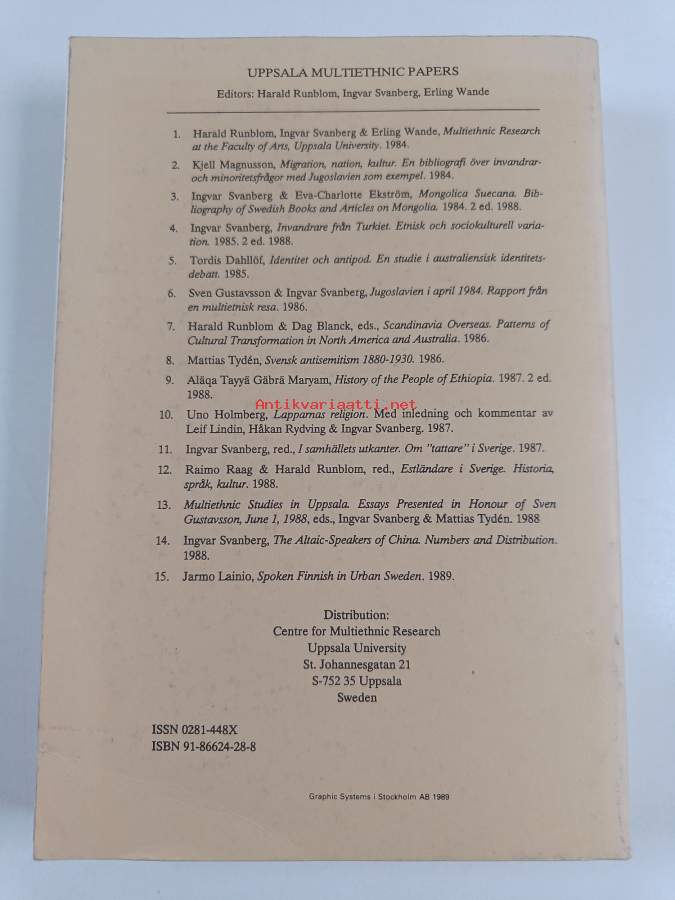 UPPSALA MULTIETHNIC PAPERS
Editors: Harald Runblom, Ingvar Svanberg, Erling Wande
1. Harald Runblom, Ingvar Svanberg & Erling Wande, Multiethnic Research
at the Faculty of Arts, Uppsala University. 1984.
2. Kjell Magnusson, Migration, nation, kultur. En bibliografi över invandrar-
och minoritetsfrågor med Jugoslavien som exempel. 1984.
3. Ingvar Svanberg & Eva-Charlotte Ekström, Mongolica Suecana. Bib-
liography of Swedish Books and Articles on Mongolia. 1984. 2 ed. 1988.
4. Ingvar Svanberg, Invandrare från Turkiet. Etnisk och sociokulturell varia-
tion. 1985. 2 ed. 1988.
5. Tordis Dahllöf, Identitet och antipod. En studie i australiensisk identitets-
debatt. 1985.
6. Sven Gustavsson & Ingvar Svanberg, Jugoslavien i april 1984. Rapport från
en multietnisk resa. 1986.
7. Harald Runblom & Dag Blanck, eds., Scandinavia Overseas. Patterns of
Cultural Transformation in North America and Australia. 1986.
8. Mattias Tydén, Svensk antisemitism 1880-1930. 1986.
9. Aläqa Tayyä Gäbrä Maryam, History of the People of Ethiopia. 1987. 2 ed.
1988.
Antikvariaatti.net
10. Uno Holmberg, Lapparnas religion. Med inledning och kommentar av
Leif Lindin, Håkan Rydving & Ingvar Svanberg. 1987.
11. Ingvar Svanberg, red., I samhällets utkanter. Om "tattare" i Sverige. 1987.
12. Raimo Raag & Harald Runblom, red., Estländare i Sverige. Historia,
språk, kultur. 1988.
13. Multiethnic Studies in Uppsala. Essays Presented in Honour of Sven
Gustavsson, June 1, 1988, eds., Ingvar Svanberg & Mattias Tydén. 1988
14. Ingvar Svanberg, The Altaic-Speakers of China. Numbers and Distribution.
1988.
15. Jarmo Lainio, Spoken Finnish in Urban Sweden. 1989.
Distribution:
Centre for Multiethnic Research
Uppsala University
St. Johannesgatan 21
S-752 35 Uppsala
Sweden
ISSN 0281-448X
ISBN 91-86624-28-8
Graphic Systems i Stockholm AB 1989